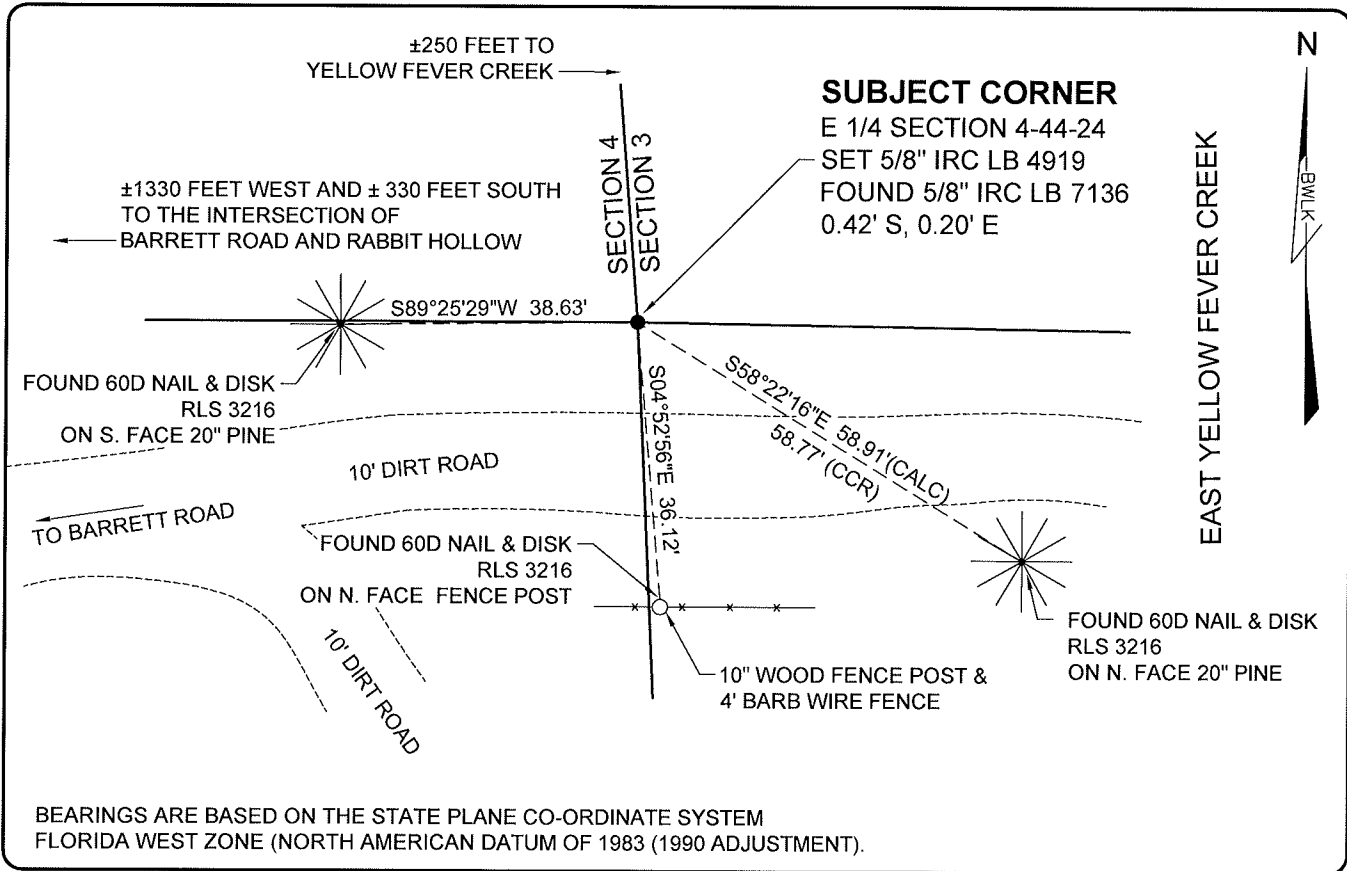 ±250 FEET TO
YELLOW FEVER CREEK
N
BWLK
SUBJECT CORNER
E 1/4 SECTION 4-44-24
SET 5/8" IRC LB 4919
FOUND 5/8" IRC LB 7136
0.42' S, 0.20' E
SECTION 4
SECTION 3
EAST YELLOW FEVER CREEK
±1330 FEET WEST AND ± 330 FEET SOUTH
TO THE INTERSECTION OF
BARRETT ROAD AND RABBIT HOLLOW
S89°25'29"W 38.63'
FOUND 60D NAIL & DISK
RLS 3216
ON S. FACE 20" PINE
S04°52'56"E 36.12'
S58°22'16"E 58.91'(CALC)
58.77' (CCR)
10' DIRT ROAD
TO BARRETT ROAD
FOUND 60D NAIL & DISK
RLS 3216
ON N. FACE FENCE POST
10' DIRT ROAD
x x x x
10" WOOD FENCE POST &
4' BARB WIRE FENCE
FOUND 60D NAIL & DISK
RLS 3216
ON N. FACE 20" PINE
BEARINGS ARE BASED ON THE STATE PLANE CO-ORDINATE SYSTEM
FLORIDA WEST ZONE (NORTH AMERICAN DATUM OF 1983 (1990 ADJUSTMENT).